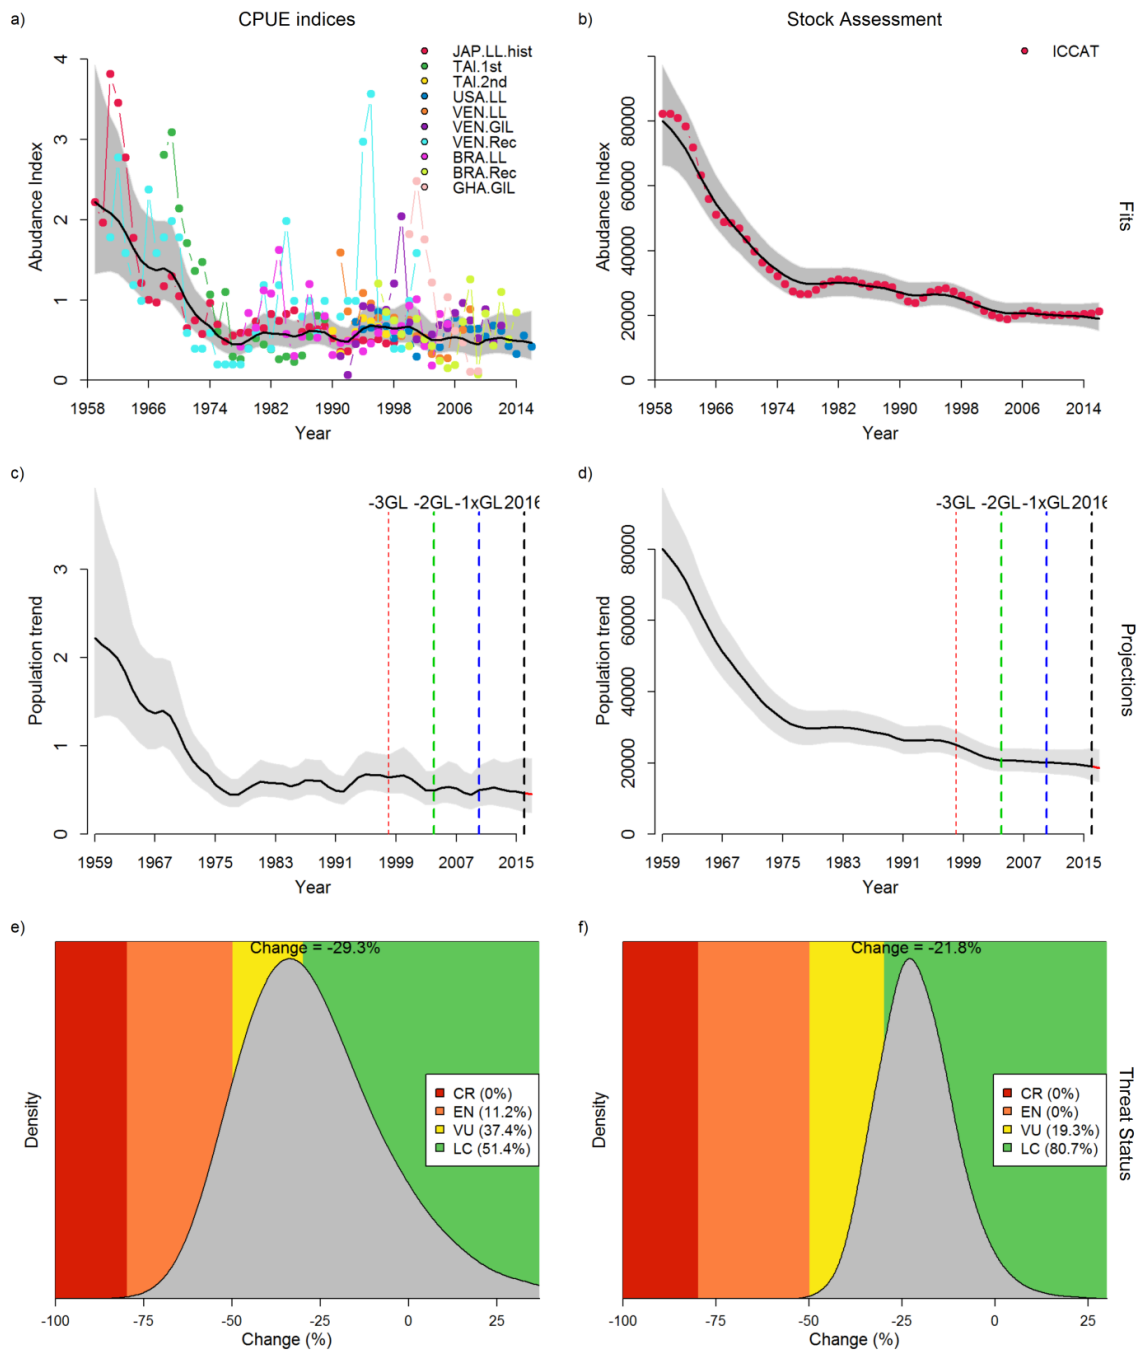 a)
CPUE indices
b)
Stock Assessment
JAP.LL.hist
TAI.1st
TAI.2nd
USA.LL
VEN.LL
VEN.GIL
VEN.Rec
BRA.LL
BRA.Rec
GHA.GIL
Abudance Index
0 1 2 3 4
1958 1966 1974 1982 1990 1998 2006 2014
Year
ICCAT
Abudance Index
0 20000 40000 60000 80000
1958 1966 1974 1982 1990 1998 2006 2014
Year
Fits
c)
d)
-3GL -2GL -1xGL 2016
Population trend
0 1 2 3
1959 1967 1975 1983 1991 1999 2007 2015
Year
-3GL -2GL -1xGL 2016
Population trend
0 20000 40000 60000 80000
1959 1967 1975 1983 1991 1999 2007 2015
Year
Projections
e)
f)
Change = -29.3%
CR (0%)
EN (11.2%)
VU (37.4%)
LC (51.4%)
Density
-100 -75 -50 -25 0 25
Change (%)
Change = -21.8%
CR (0%)
EN (0%)
VU (19.3%)
LC (80.7%)
Density
-100 -75 -50 -25 0 25
Change (%)
Threat Status